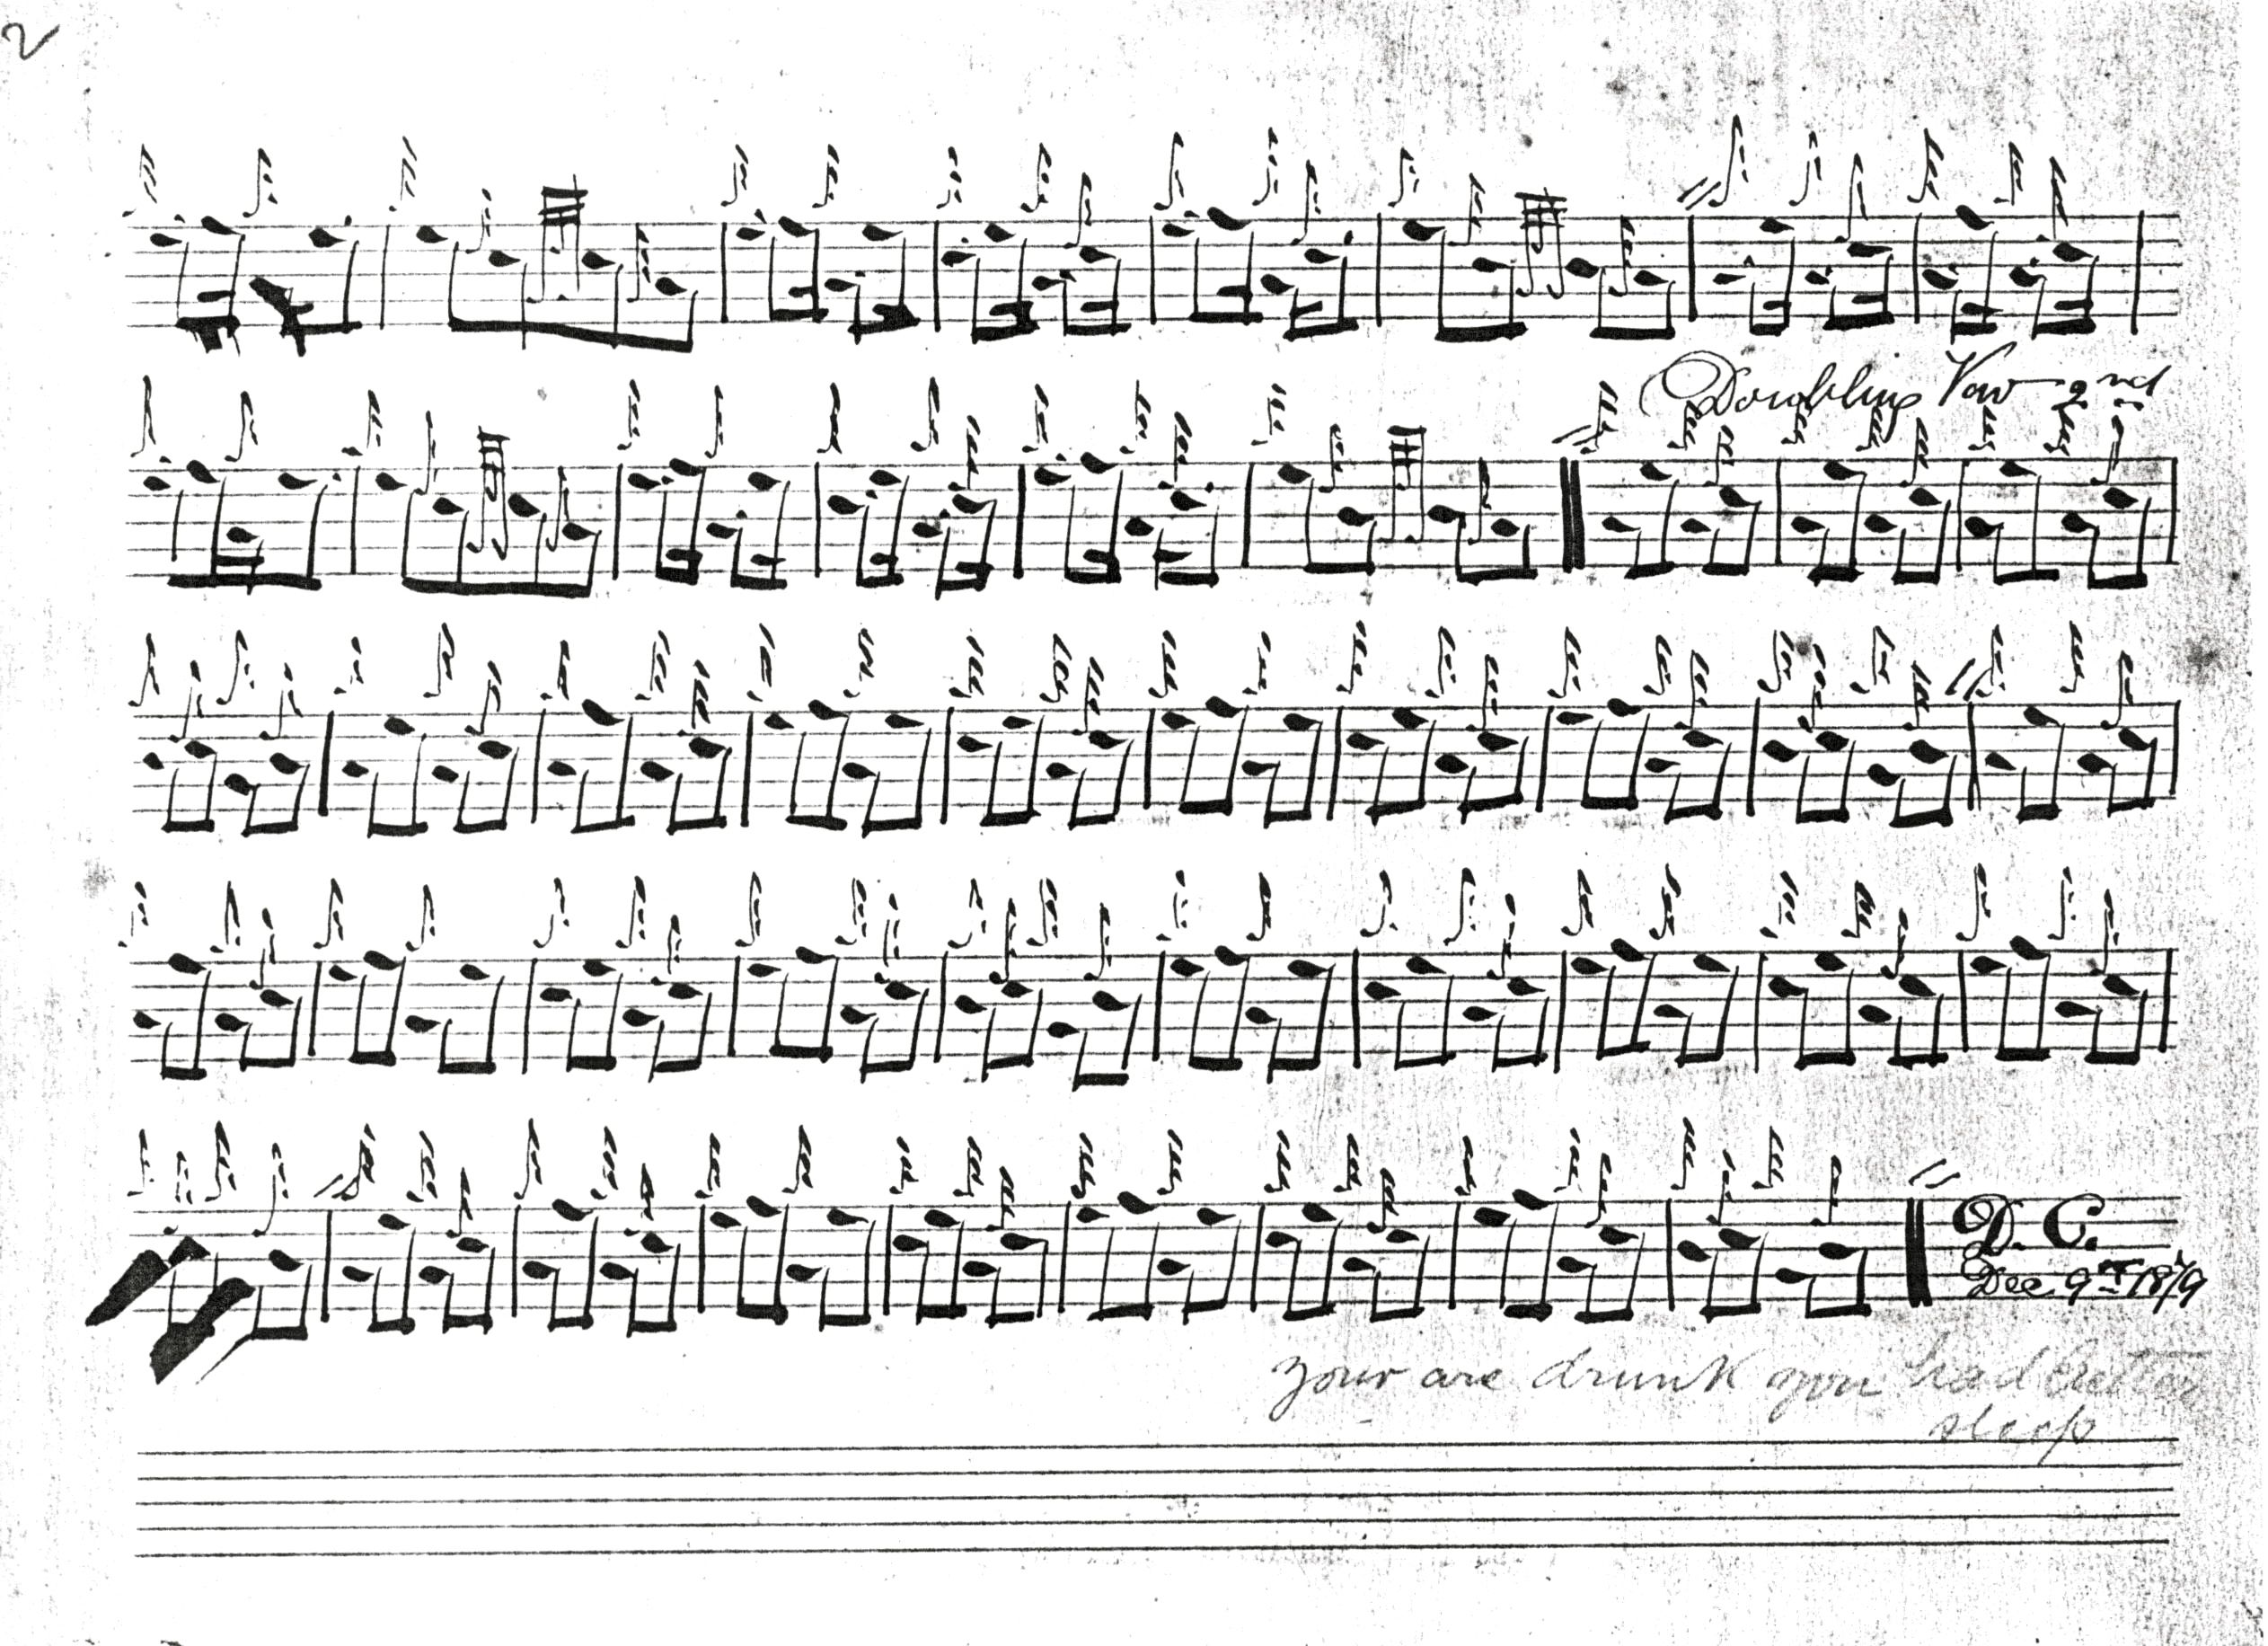 2
Doubling Var 2nd
D. C.
Dec. 9th 1879
your are drunk you had better
sleep